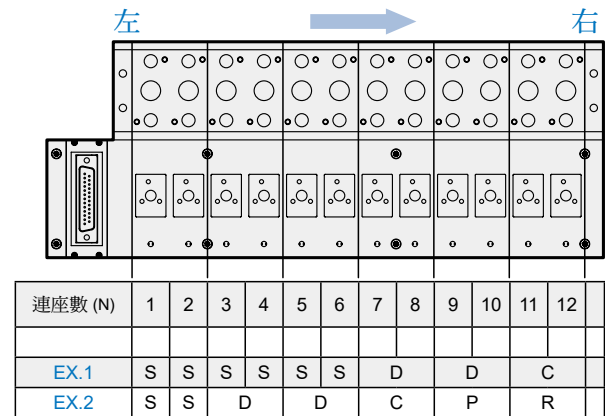 左 右
連座數 (N) 1 2 3 4 5 6 7 8 9 10 11 12
EX.1 S S S S S S D D C
EX.2 S S D D C P R